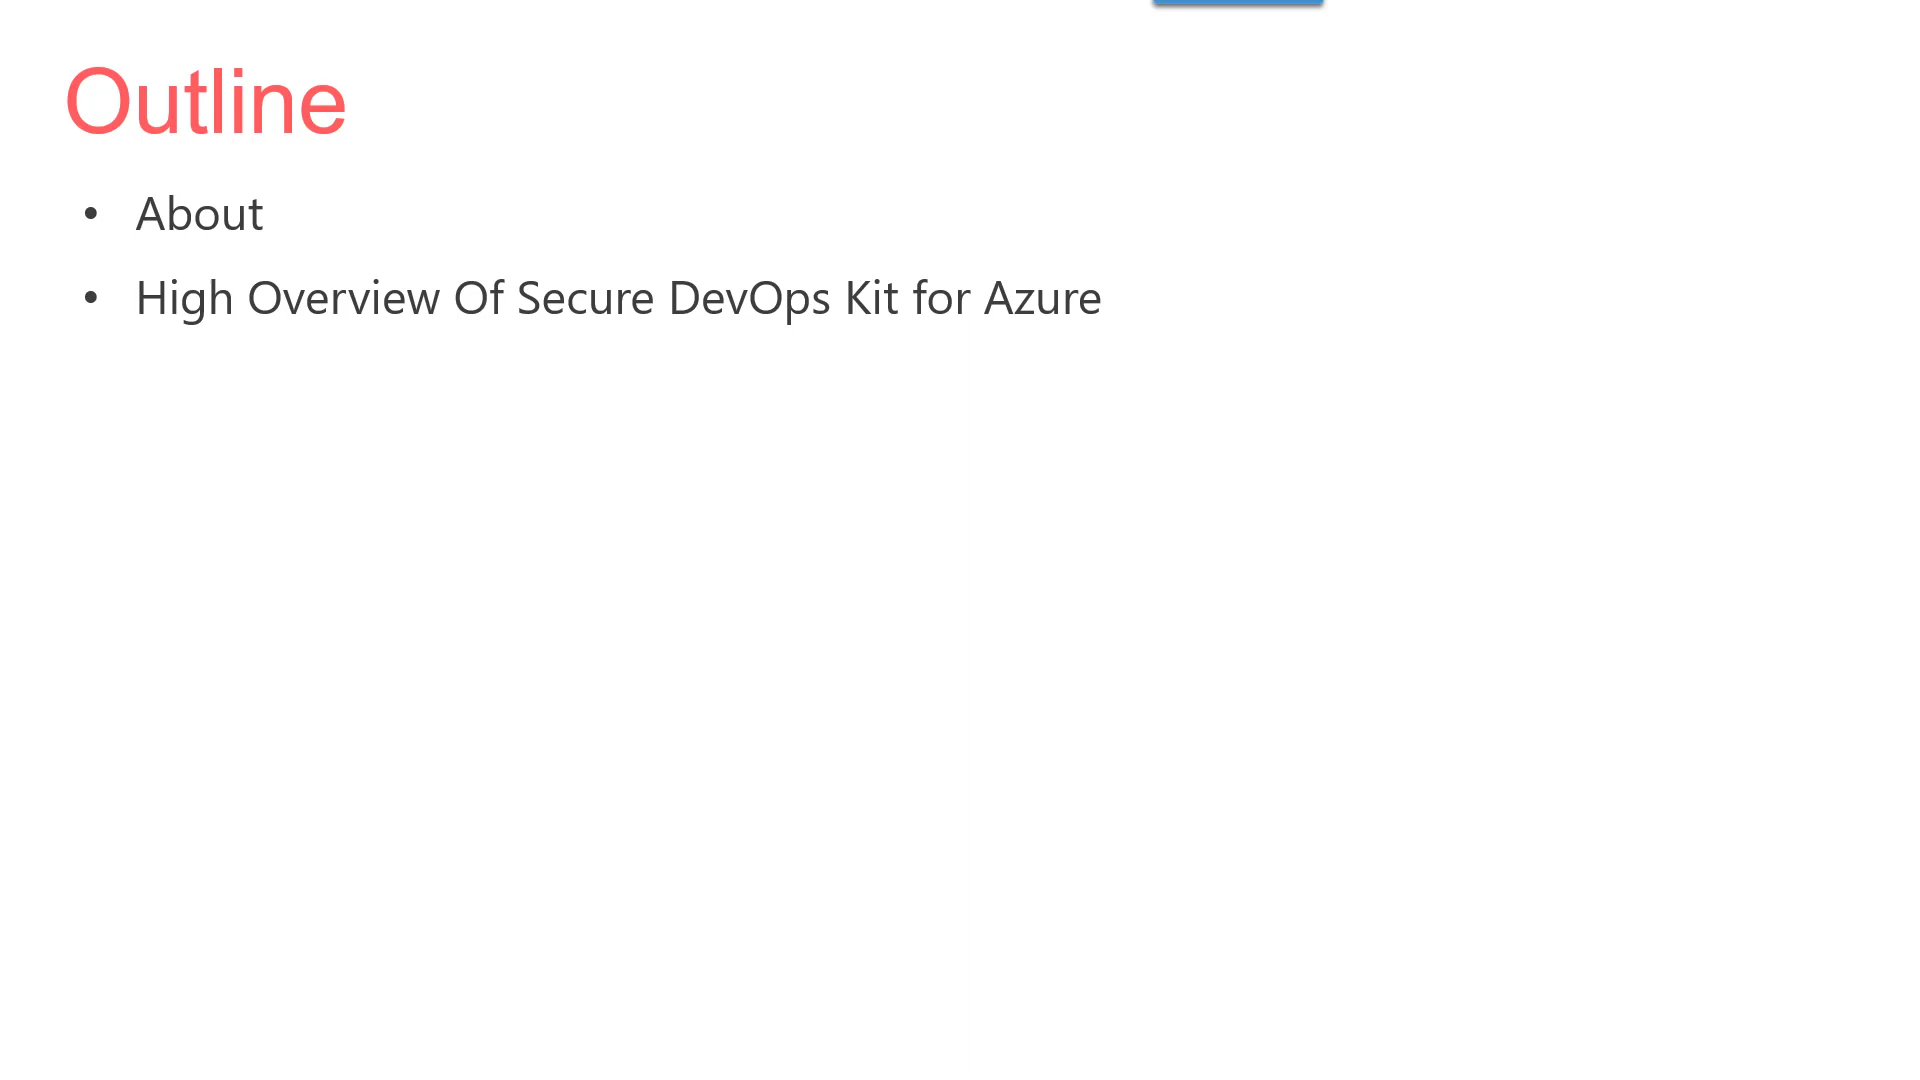 Outline
• About
• High Overview Of Secure DevOps Kit for Azure